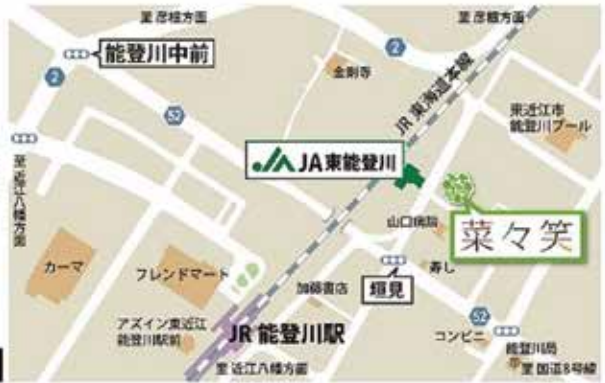 至 彦根方面
至 彦根方面
能登川中前
2
2
金剛寺
JR 東海道本線
52
東近江市
能登川プール
至 近江八幡方面
JA東能登川
山口病院
菜々笑
カーマ
フレンドマート
垣見
寿し
加藤書店
52
アズイン東近江
能登川駅前
JR 能登川駅
コンビニ
能登川局
至 近江八幡方面
至 国道8号線